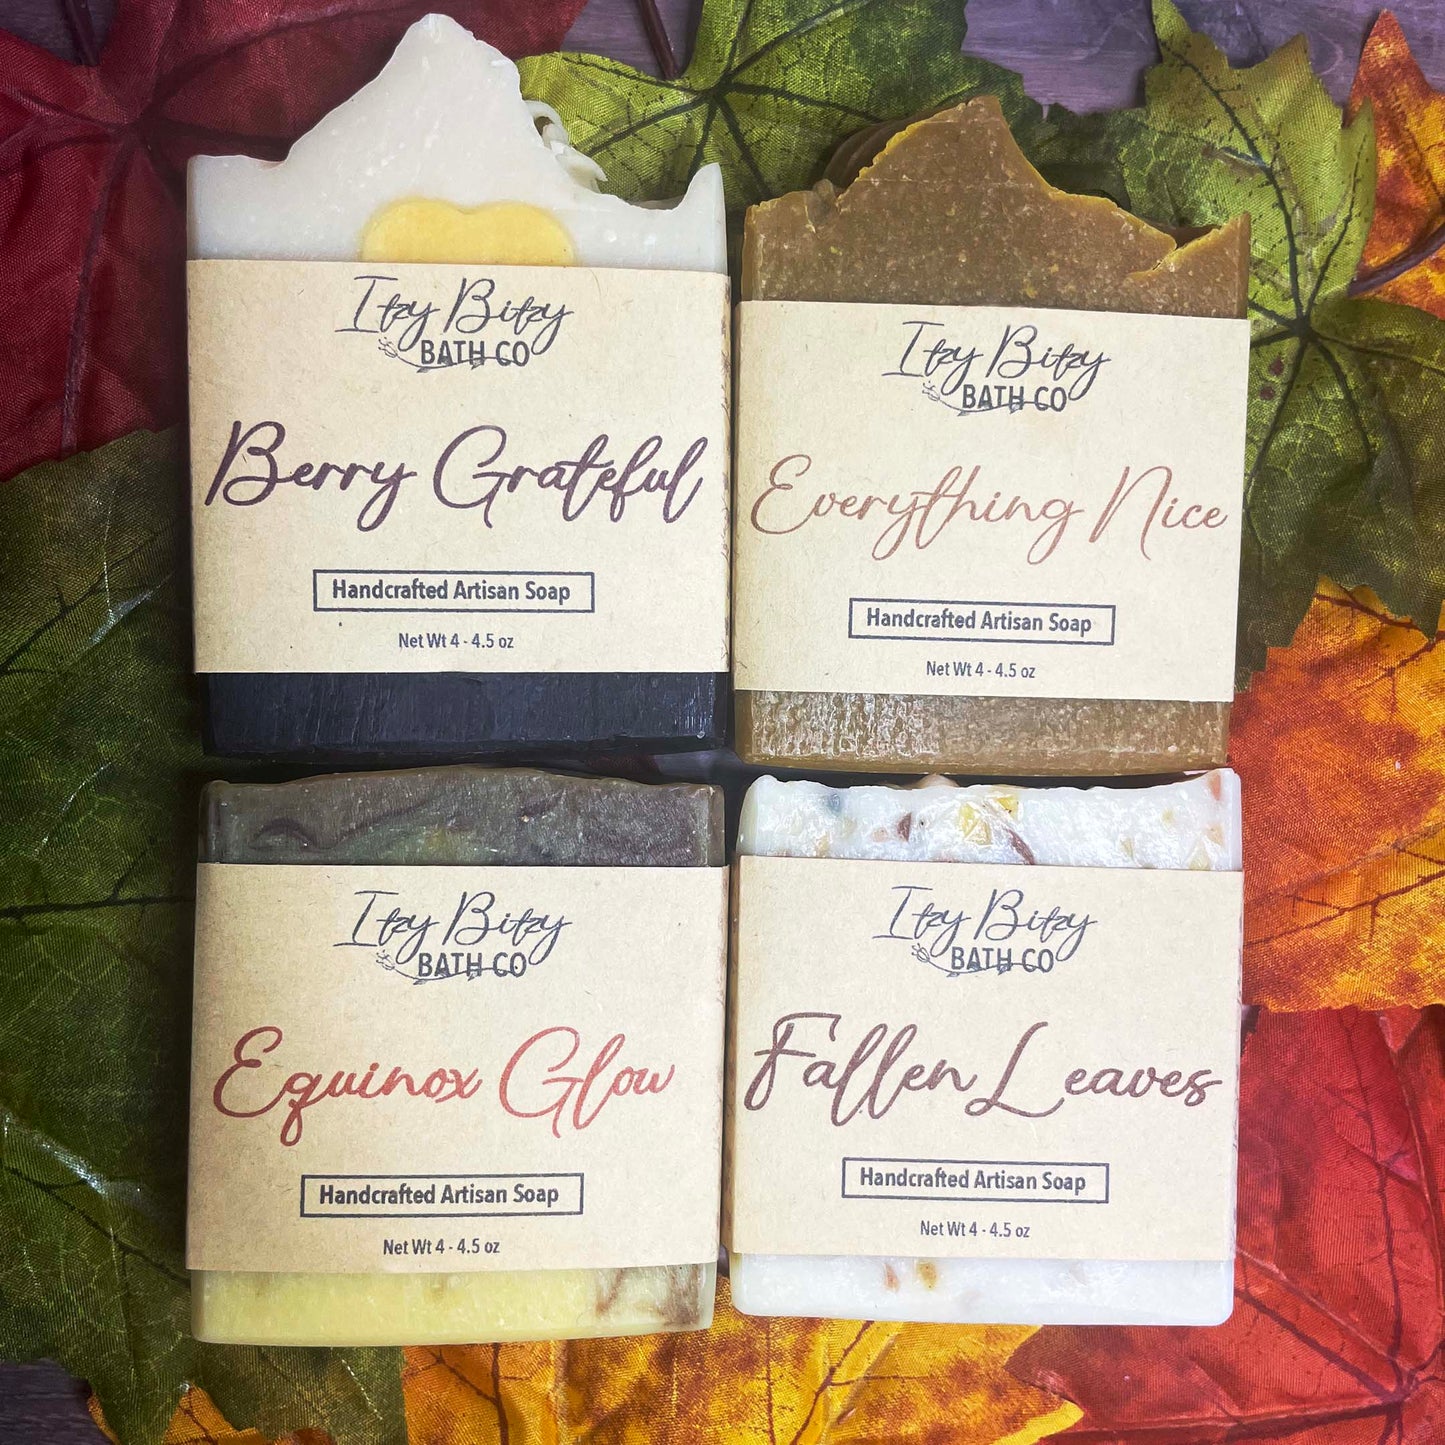 Itzy Bitzy
BATH CO
Berry Grateful
Handcrafted Artisan Soap
Net Wt 4 - 4.5 oz
Itzy Bitzy
BATH CO
Everything Nice
Handcrafted Artisan Soap
Net Wt 4 - 4.5 oz
Itzy Bitzy
BATH CO
Equinox Glow
Handcrafted Artisan Soap
Net Wt 4 - 4.5 oz
Itzy Bitzy
BATH CO
Fallen Leaves
Handcrafted Artisan Soap
Net Wt 4 - 4.5 oz